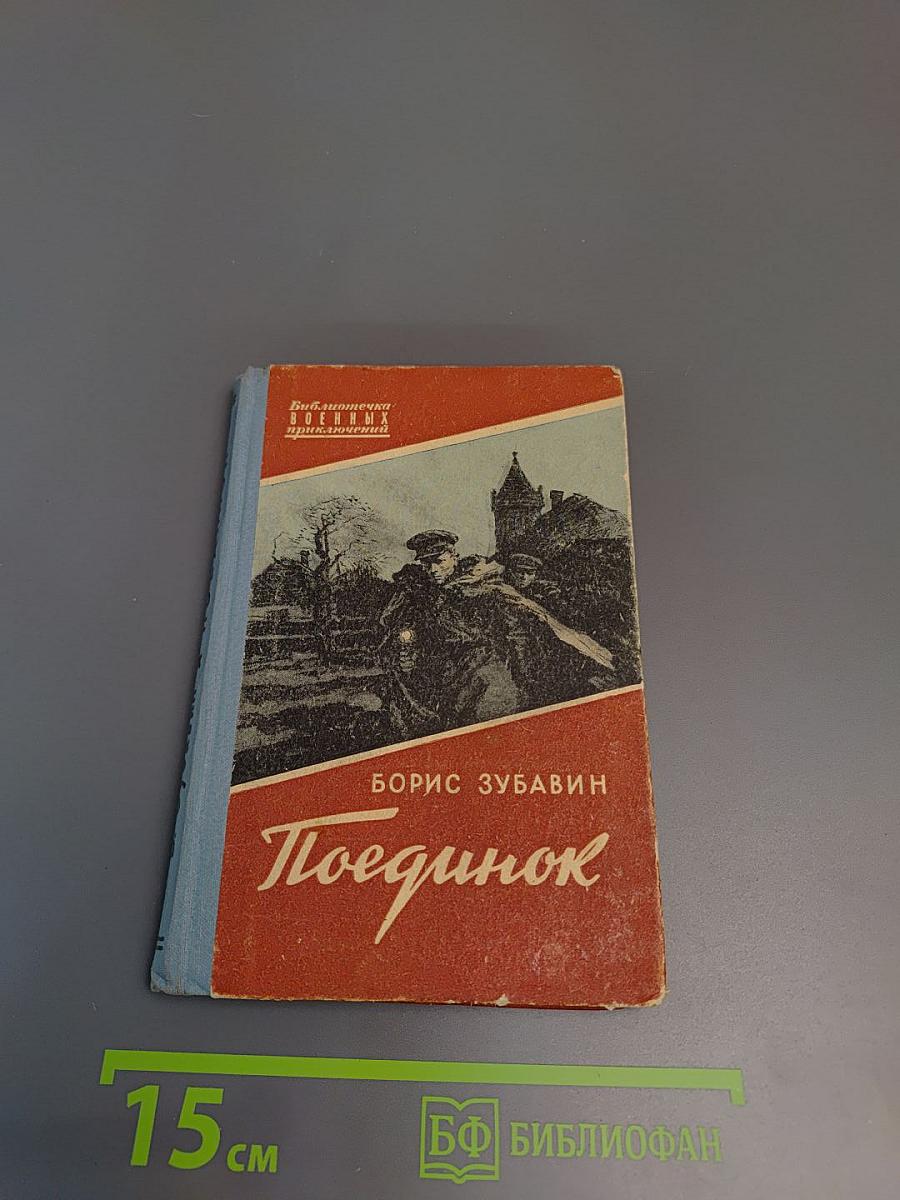 Библиотечка
ВОЕННЫХ
приключений
БОРИС ЗУБАВИН
Поединок
15 см
БФ БИБЛИОФАН